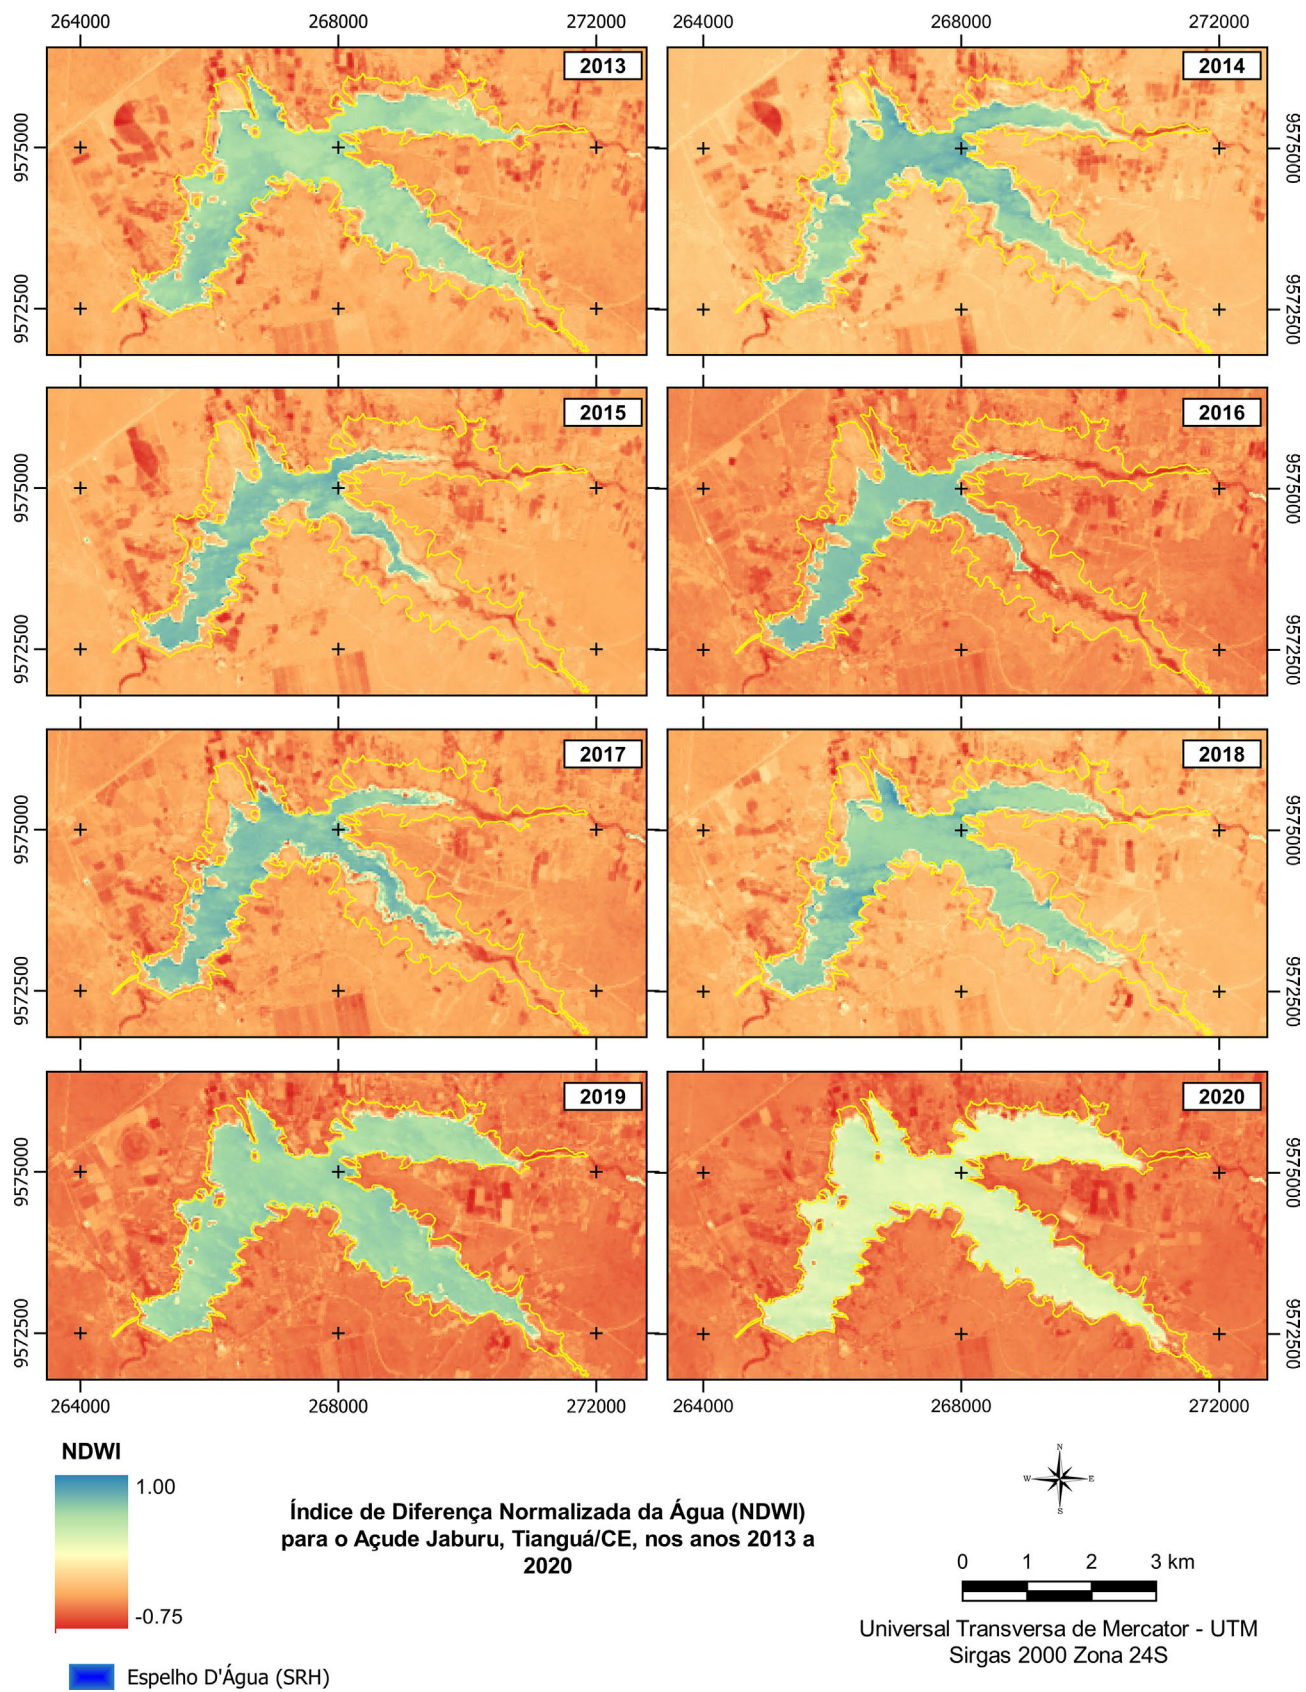 264000 268000 272000 264000 268000 272000
2013 2014
9575000 9575000
9572500 9572500
2015 2016
9575000 9575000
9572500 9572500
2017 2018
9575000 9575000
9572500 9572500
2019 2020
9575000 9575000
9572500 9572500
264000 268000 272000 264000 268000 272000
NDWI
1.00
-0.75
Índice de Diferença Normalizada da Água (NDWI)
para o Açude Jaburu, Tianguá/CE, nos anos 2013 a
2020
N
W E
S
0 1 2 3 km
Universal Transversa de Mercator - UTM
Sirgas 2000 Zona 24S
Espelho D'Água (SRH)